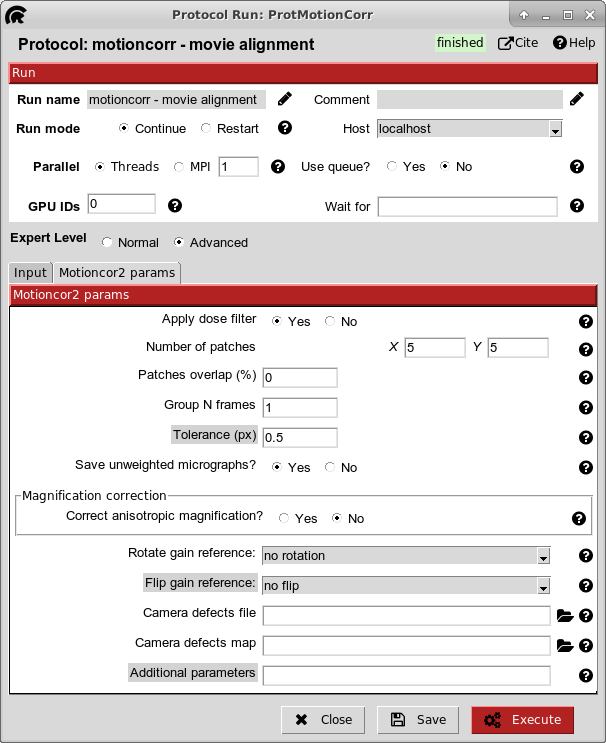 Protocol Run: ProtMotionCorr
Protocol: motioncorr - movie alignment finished Cite Help
Run
Run name motioncorr - movie alignment Comment
Run mode Continue Restart Host localhost
Parallel Threads MPI 1 Use queue? Yes No
GPU IDs 0 Wait for
Expert Level Normal Advanced
Input Motioncor2 params
Motioncor2 params
Apply dose filter Yes No
Number of patches X 5 Y 5
Patches overlap (%) 0
Group N frames 1
Tolerance (px) 0.5
Save unweighted micrographs? Yes No
Magnification correction
Correct anisotropic magnification? Yes No
Rotate gain reference: no rotation
Flip gain reference: no flip
Camera defects file
Camera defects map
Additional parameters
Close Save Execute